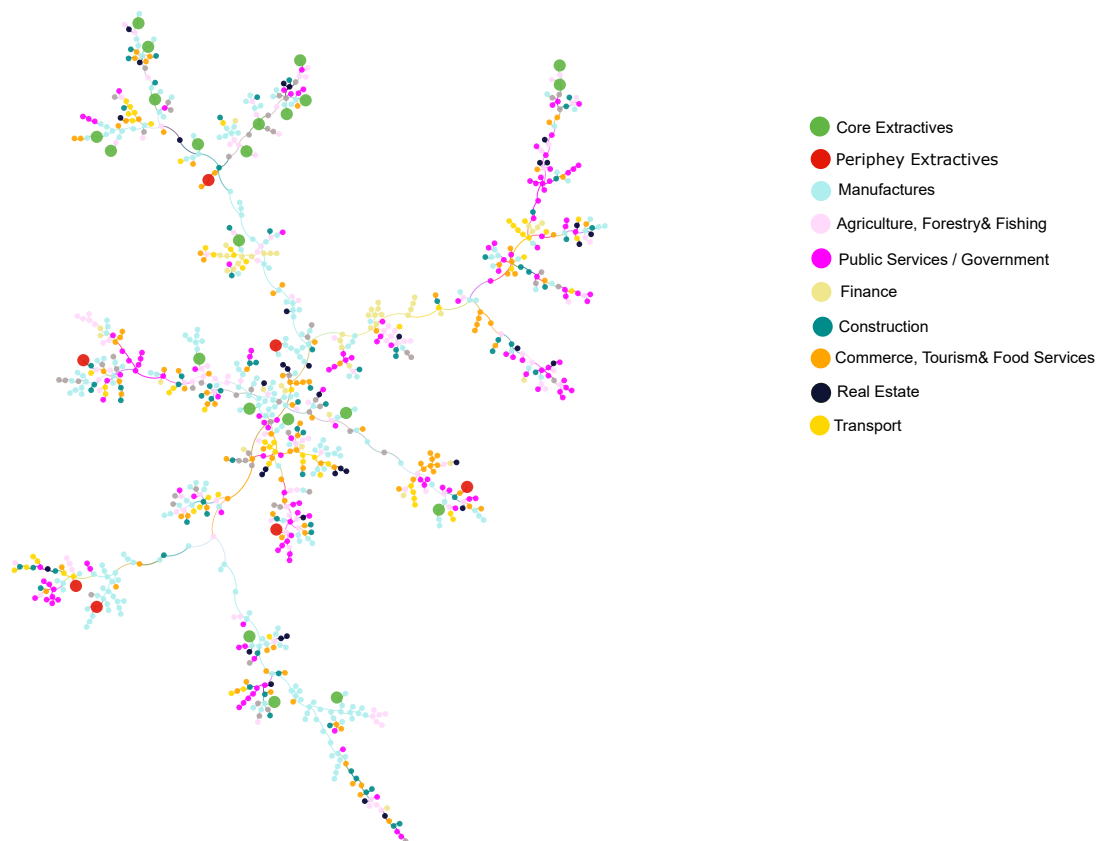 Core Extractives
Periphey Extractives
Manufactures
Agriculture, Forestry& Fishing
Public Services / Government
Finance
Construction
Commerce, Tourism& Food Services
Real Estate
Transport